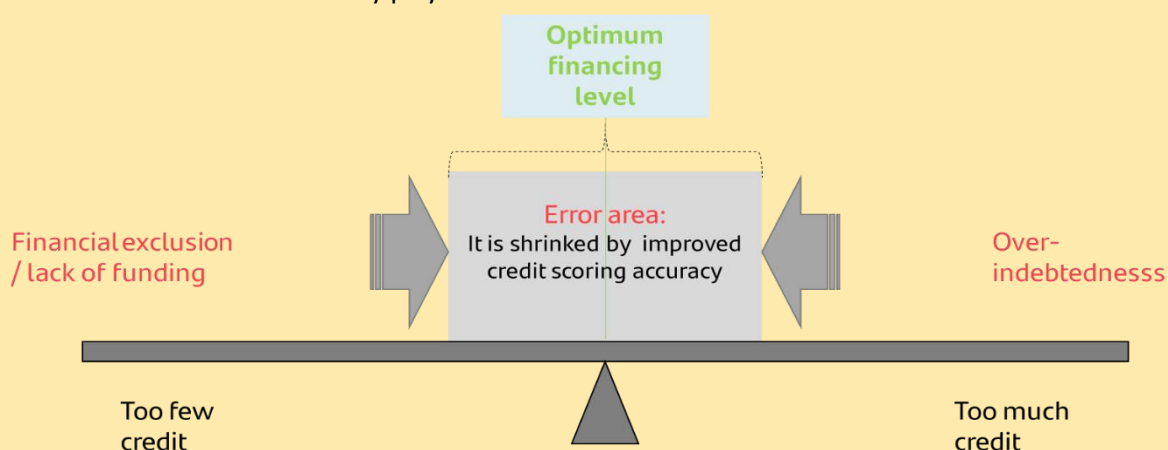 Optimum
financing
level
Error area:
It is shrinked by improved
credit scoring accuracy
Financial exclusion
/ lack of funding
Over-
indebtednesss
Too few
credit
Too much
credit